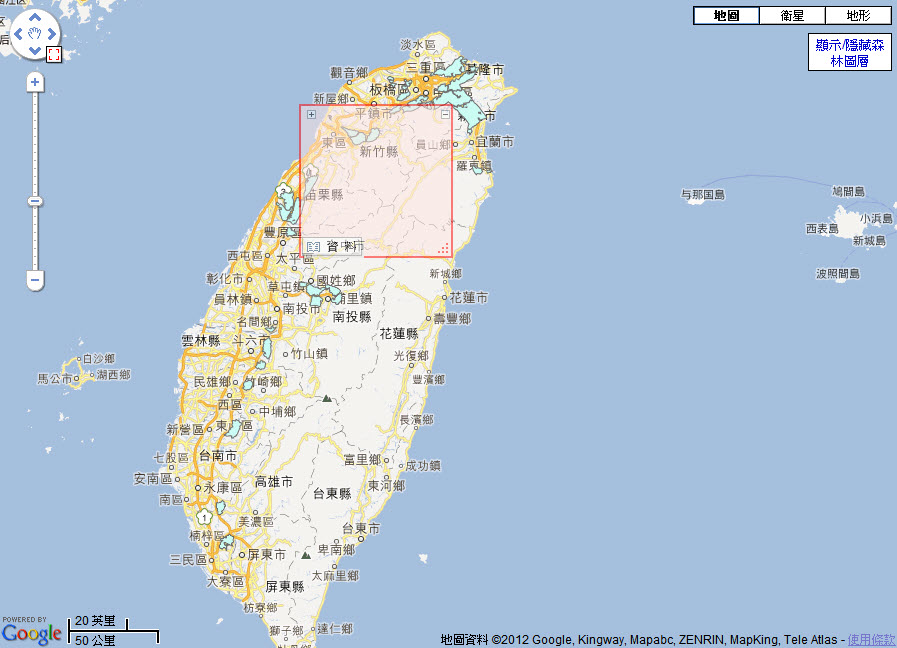 地圖
衛星
地形
顯示/隱藏森
林圖層
淡水區
三重區
基隆市
觀音鄉
板橋區
新屋鄉
平鎮市
東區
新竹縣
員山鄉
宜蘭市
羅東鎮
3
苗栗縣
与那国島
鳩間島
小浜島
西表島
新城島
波照間島
豐原區
資料
西屯區
太平區
新城鄉
彰化市
草屯鎮
國姓鄉
員林鎮
埔里鎮
花蓮市
南投市
南投縣
壽豐鄉
名間鄉
花蓮縣
雲林縣
斗六市
竹山鎮
光復鄉
白沙鄉
馬公市
湖西鄉
豐濱鄉
民雄鄉
竹崎鄉
西區
中埔鄉
長濱鄉
新營區
東區
七股區
台南市
富里鄉
成功鎮
安南區
永康區
高雄市
東河鄉
南區
台東縣
1
美濃區
楠梓區
台東市
三民區
屏東市
卑南鄉
大寮區
太麻里鄉
屏東縣
枋寮鄉
獅子鄉
達仁鄉
POWERED BY
Google
20 英里
50 公里
地圖資料 ©2012 Google, Kingway, Mapabc, ZENRIN, MapKing, Tele Atlas - 使用條款